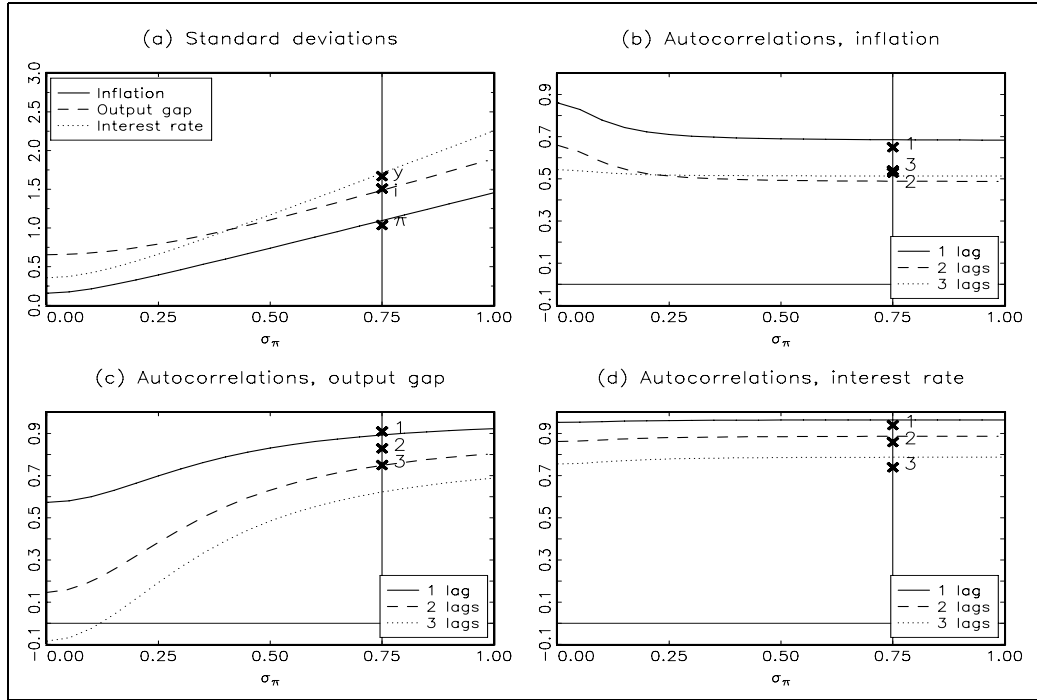 (a) Standard deviations
3.0
2.5
2.0
1.5
1.0
0.5
0.0
Inflation
Output gap
Interest rate
y
i
π
0.00 0.25 0.50 0.75 1.00
σπ
(b) Autocorrelations, inflation
0.9
0.7
0.5
0.3
0.1
-0.1
1
3
2
1 lag
2 lags
3 lags
0.00 0.25 0.50 0.75 1.00
σπ
(c) Autocorrelations, output gap
0.9
0.7
0.5
0.3
0.1
-0.1
1
2
3
1 lag
2 lags
3 lags
0.00 0.25 0.50 0.75 1.00
σπ
(d) Autocorrelations, interest rate
0.9
0.7
0.5
0.3
0.1
-0.1
1
2
3
1 lag
2 lags
3 lags
0.00 0.25 0.50 0.75 1.00
σπ